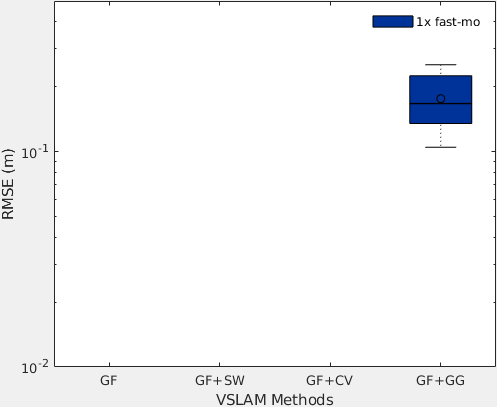 1x fast-mo
RMSE (m)
10^-1
10^-2
GF GF+SW GF+CV GF+GG
VSLAM Methods